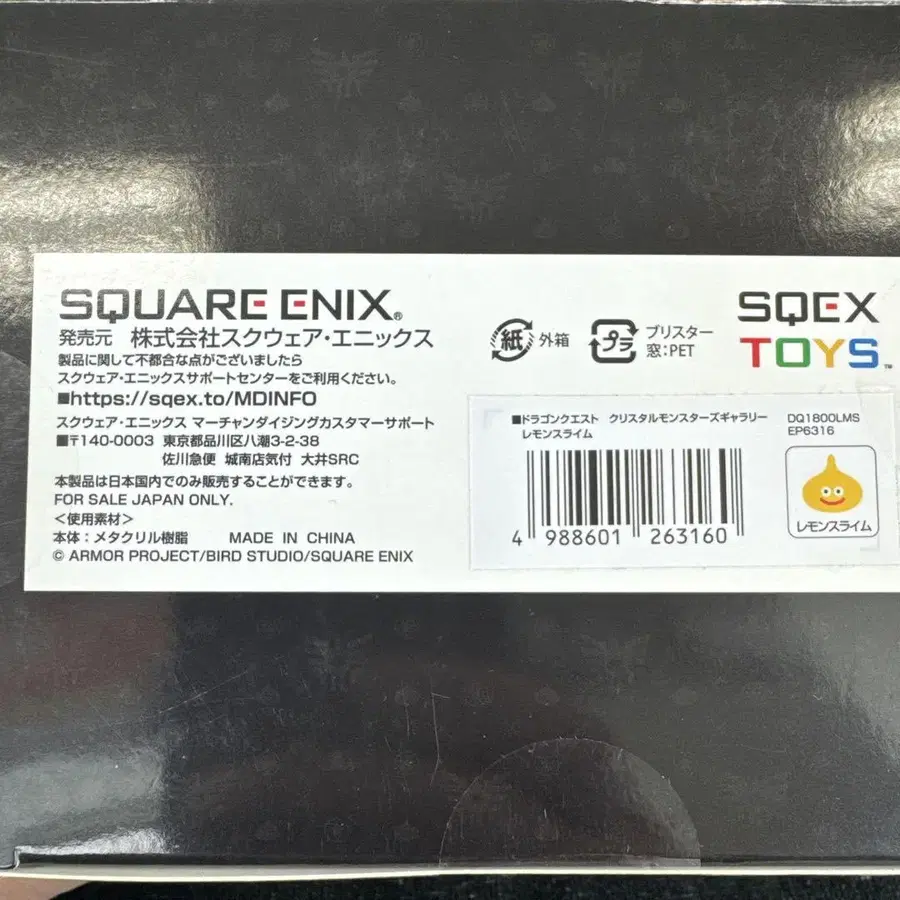 SQUARE ENIX®
発売元 株式会社スクウェア・エニックス
製品に関して不都合な点がございましたら
スクウェア・エニックスサポートセンターをご利用ください。
■https://sqex.to/MDINFO
スクウェア・エニックス マーチャンダイジングカスタマーサポート
■〒140-0003 東京都品川区八潮3-2-38
佐川急便 城南店気付 大井SRC
本製品は日本国内でのみ販売することができます。
FOR SALE JAPAN ONLY.
<使用素材>
本体：メタクリル樹脂 MADE IN CHINA
© ARMOR PROJECT/BIRD STUDIO/SQUARE ENIX
紙 外箱
プラ ブリスター
窓：PET
SQEX
TOYS™
■ドラゴンクエスト クリスタルモンスターズギャラリー
レモンスライム
DQ1800LMS
EP6316
4 988601 263160
レモンスライム